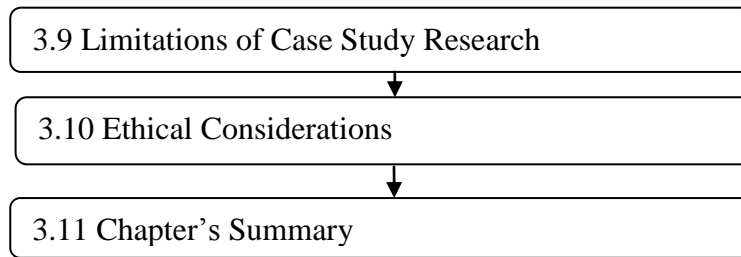 3.9 Limitations of Case Study Research
3.10 Ethical Considerations
3.11 Chapter’s Summary